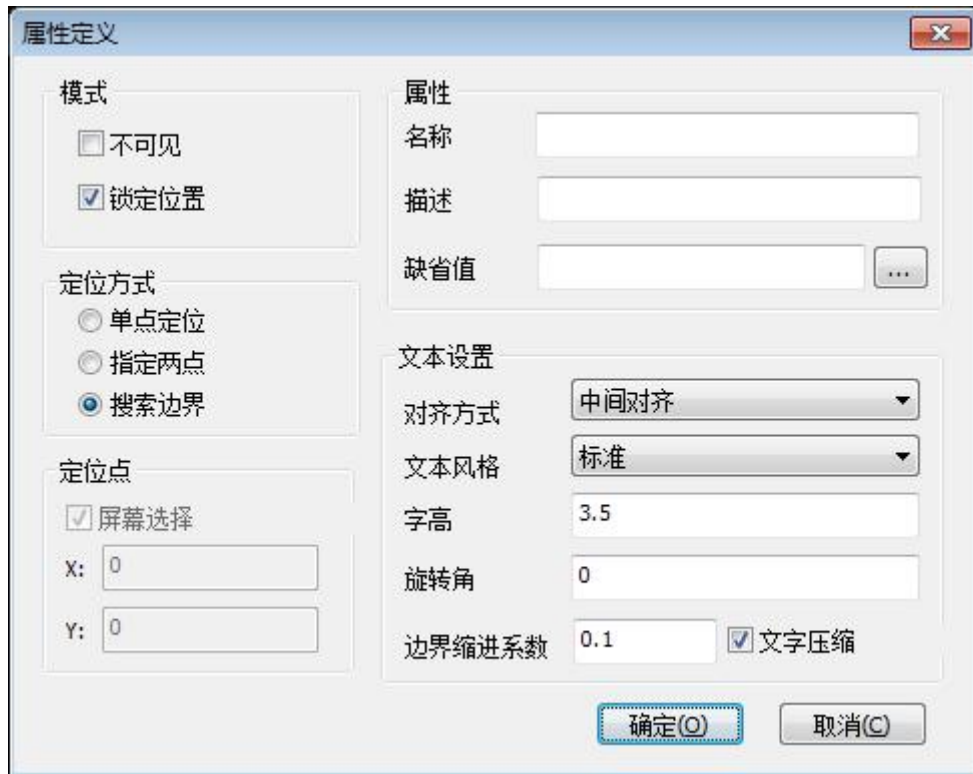 属性定义
模式
不可见
锁定位置
定位方式
单点定位
指定两点
搜索边界
定位点
屏幕选择
X: 0
Y: 0
属性
名称
描述
缺省值 ...
文本设置
对齐方式 中间对齐
文本风格 标准
字高 3.5
旋转角 0
边界缩进系数 0.1 文字压缩
确定(O) 取消(C)